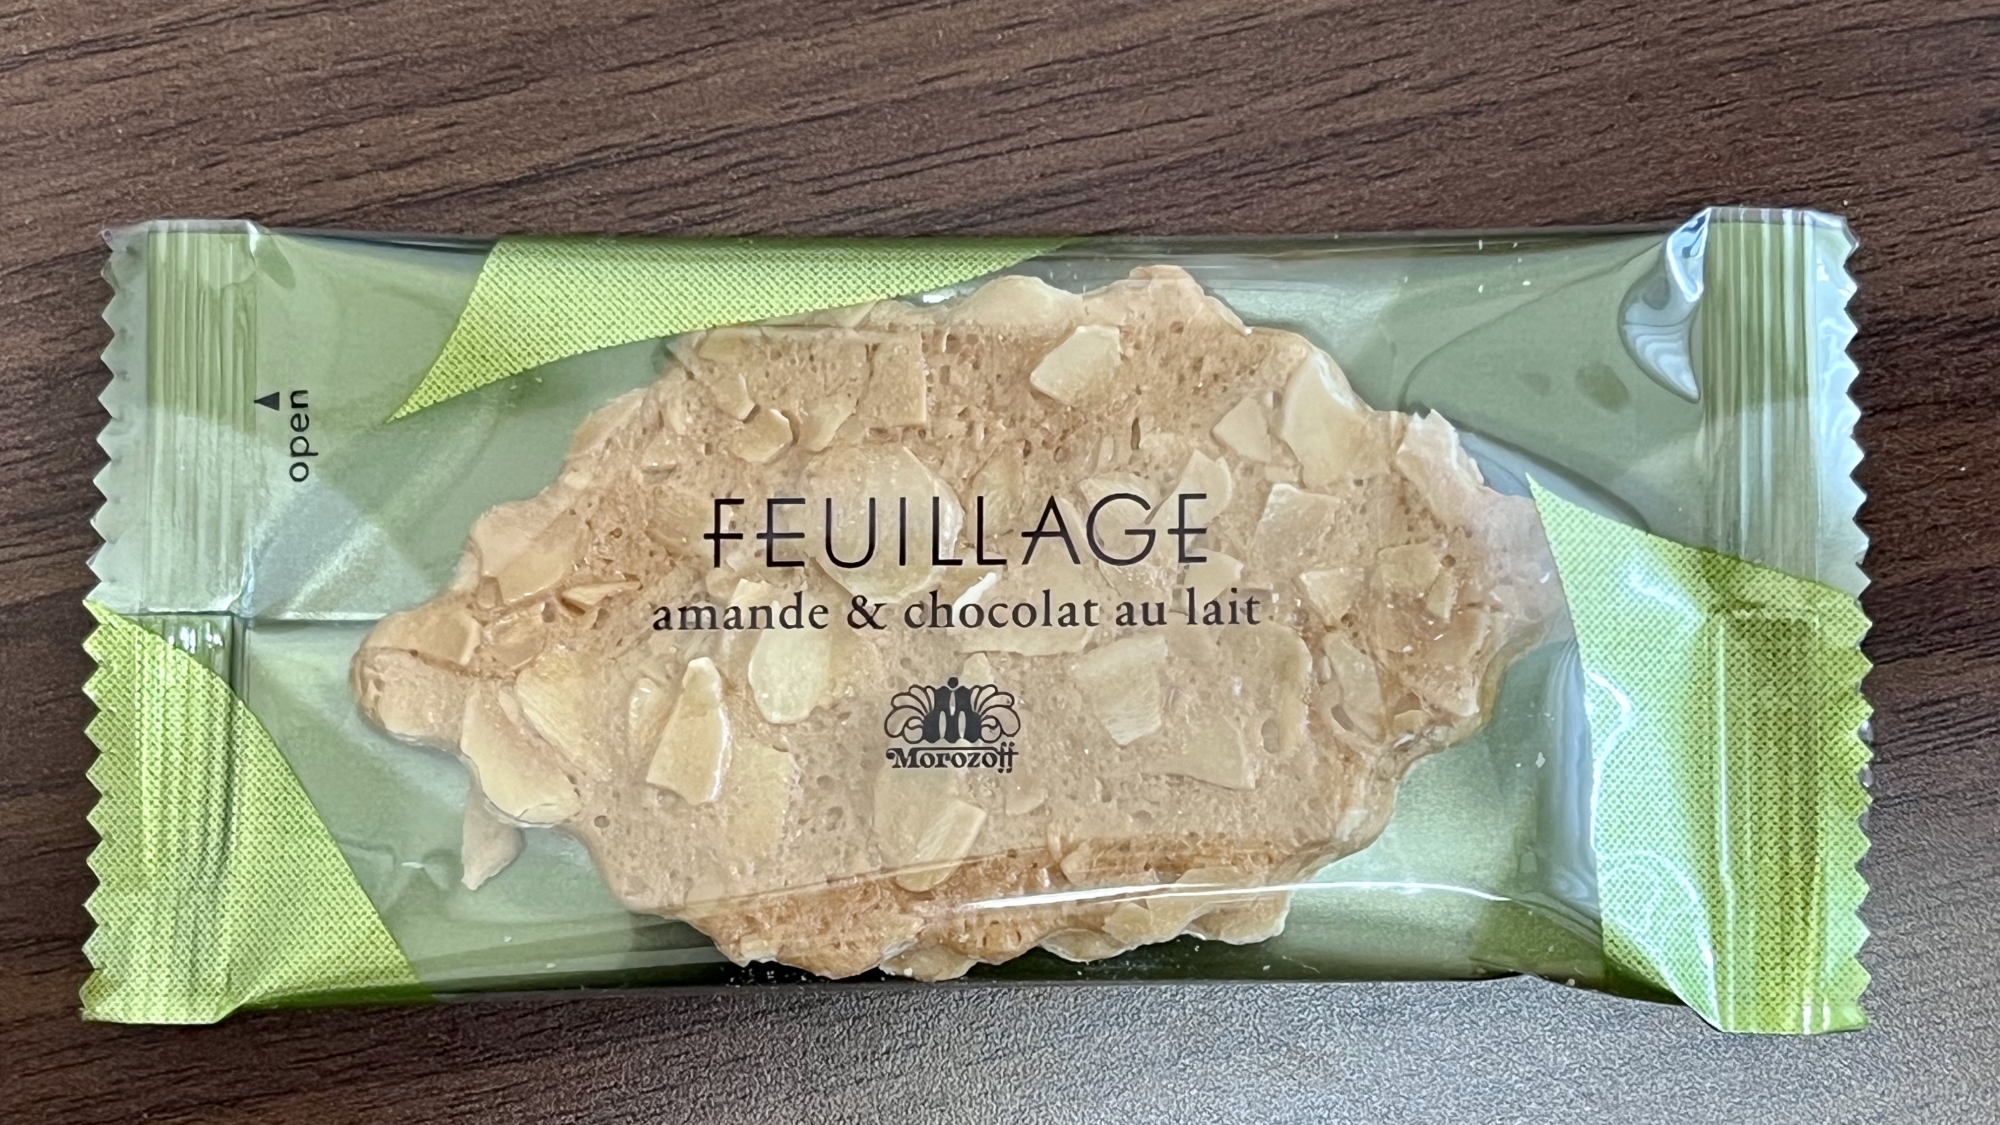 open
FEUILLAGE
amande & chocolat au lait
Morozoff